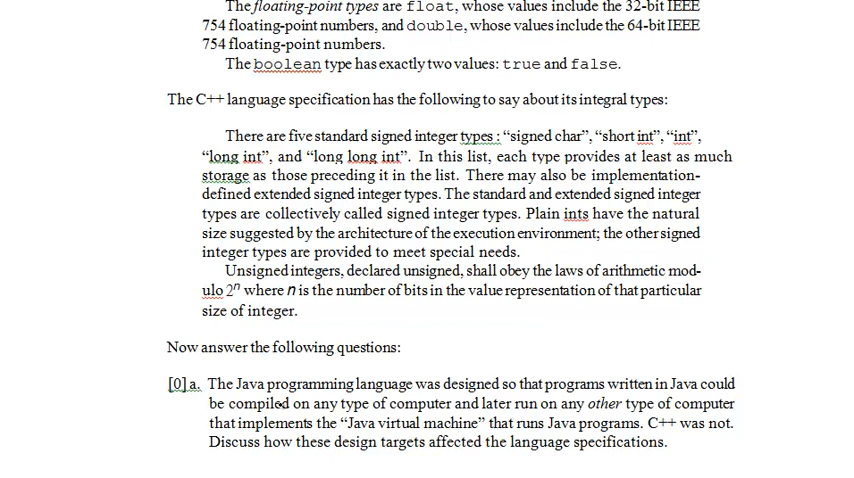 The floating-point types are float, whose values include the 32-bit IEEE
754 floating-point numbers, and double, whose values include the 64-bit IEEE
754 floating-point numbers.
The boolean type has exactly two values: true and false.
The C++ language specification has the following to say about its integral types:
There are five standard signed integer types : “signed char”, “short int”, “int”,
“long int”, and “long long int”. In this list, each type provides at least as much
storage as those preceding it in the list. There may also be implementation-
defined extended signed integer types. The standard and extended signed integer
types are collectively called signed integer types. Plain ints have the natural
size suggested by the architecture of the execution environment; the other signed
integer types are provided to meet special needs.
Unsigned integers, declared unsigned, shall obey the laws of arithmetic mod-
ulo 2ⁿ where n is the number of bits in the value representation of that particular
size of integer.
Now answer the following questions:
[0] a. The Java programming language was designed so that programs written in Java could
be compiled on any type of computer and later run on any other type of computer
that implements the “Java virtual machine” that runs Java programs. C++ was not.
Discuss how these design targets affected the language specifications.